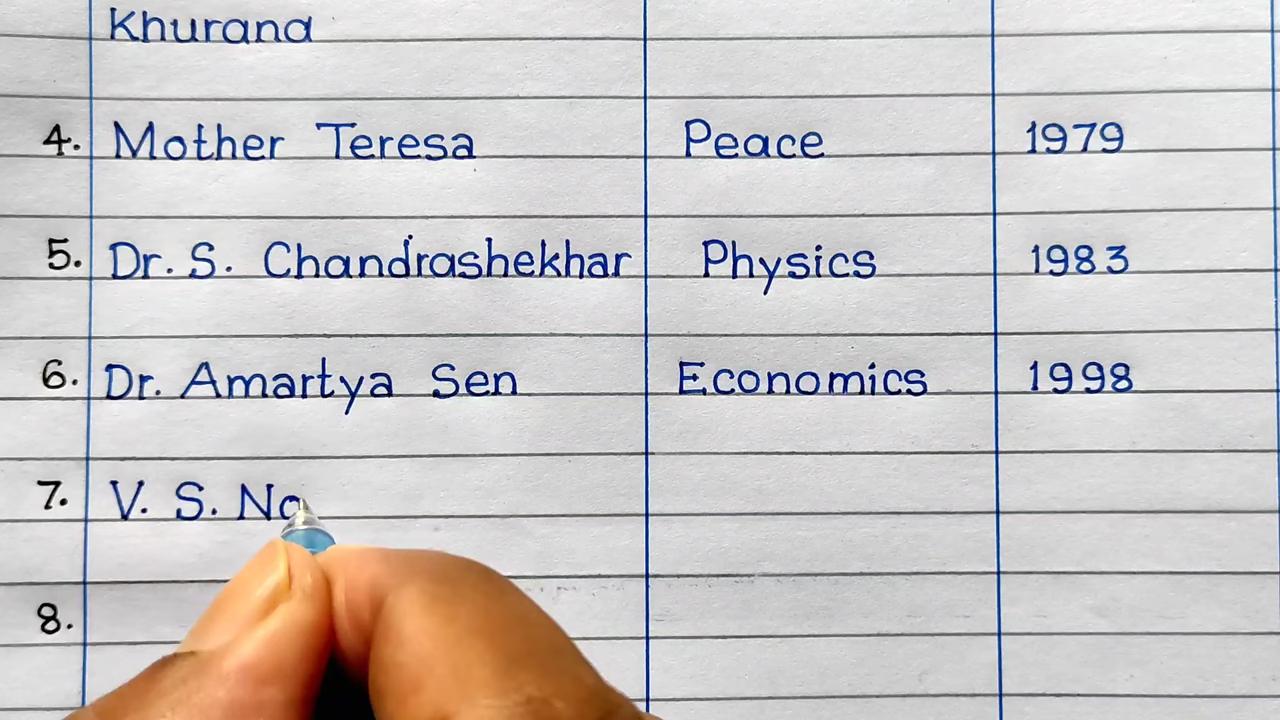 Khurana
4. Mother Teresa Peace 1979
5. Dr. S. Chandrashekhar Physics 1983
6. Dr. Amartya Sen Economics 1998
7. V. S. Na
8.